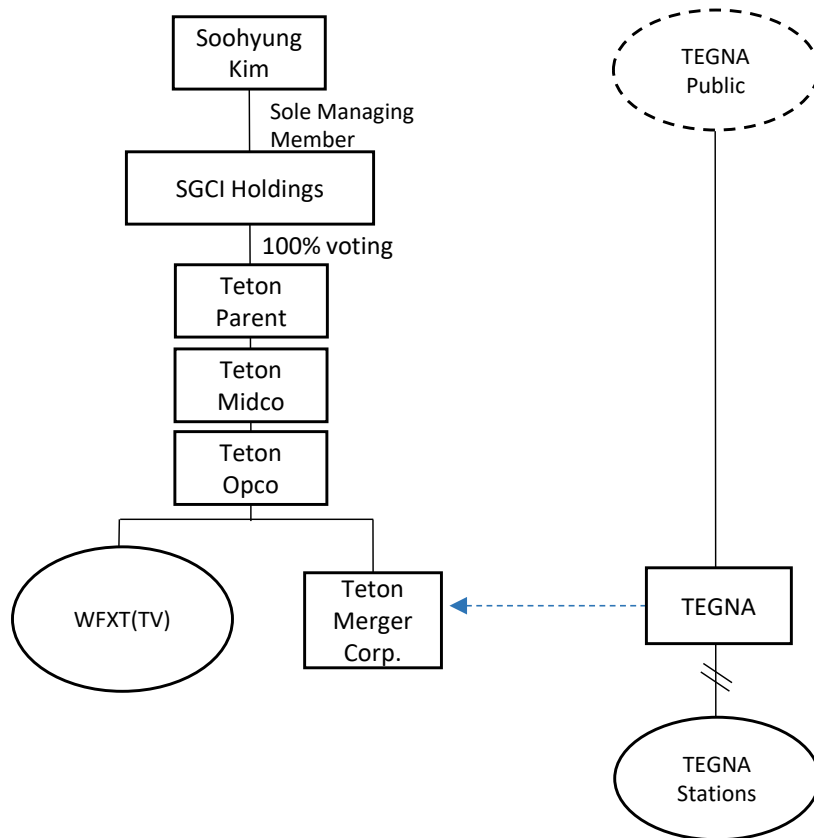 Soohyung
Kim
Sole Managing
Member
SGCI Holdings
100% voting
Teton
Parent
Teton
Midco
Teton
Opco
WFXT(TV)
Teton
Merger
Corp.
TEGNA
Public
TEGNA
TEGNA
Stations